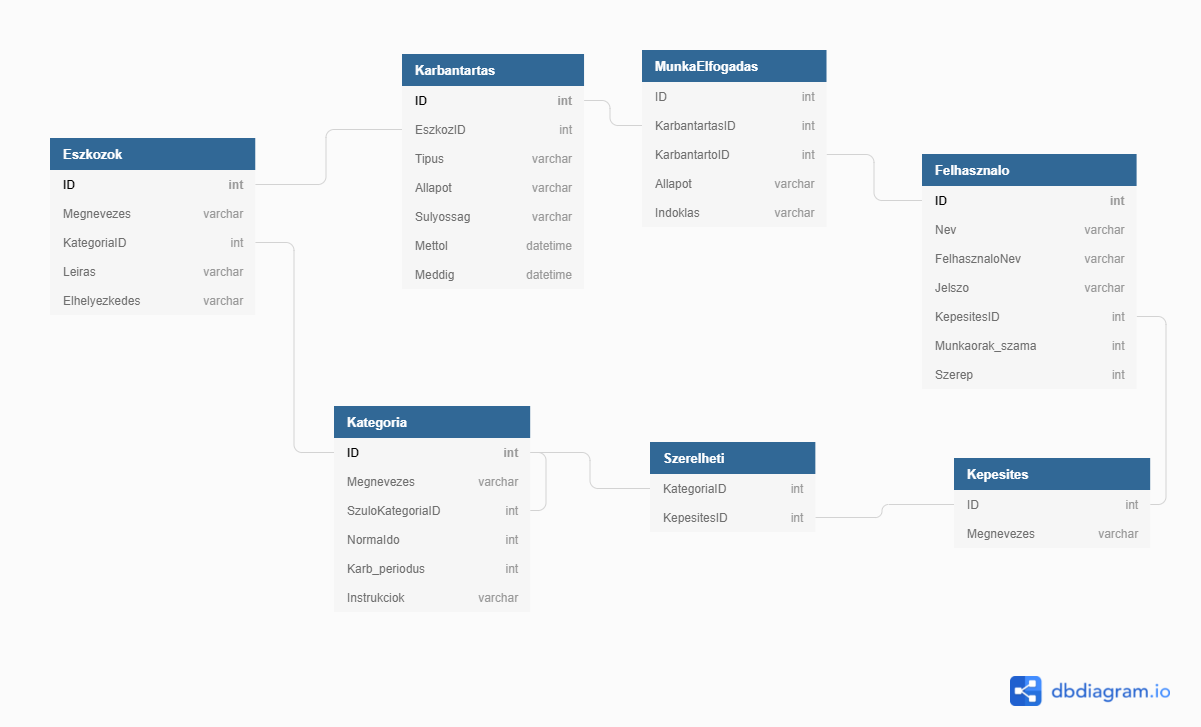 Eszkozok
ID int
Megnevezes varchar
KategoriaID int
Leiras varchar
Elhelyezkedes varchar
Karbantartas
ID int
EszkozID int
Tipus varchar
Allapot varchar
Sulyossag varchar
Mettol datetime
Meddig datetime
MunkaElfogadas
ID int
KarbantartasID int
KarbantartoID int
Allapot varchar
Indoklas varchar
Felhasznalo
ID int
Nev varchar
FelhasznaloNev varchar
Jelszo varchar
KepesitesID int
Munkaorak_szama int
Szerep int
Kategoria
ID int
Megnevezes varchar
SzuloKategoriaID int
Normaldo int
Karb_periodus int
Instrukciok varchar
Szerelheti
KategoriaID int
KepesitesID int
Kepesites
ID int
Megnevezes varchar
dbdiagram.io